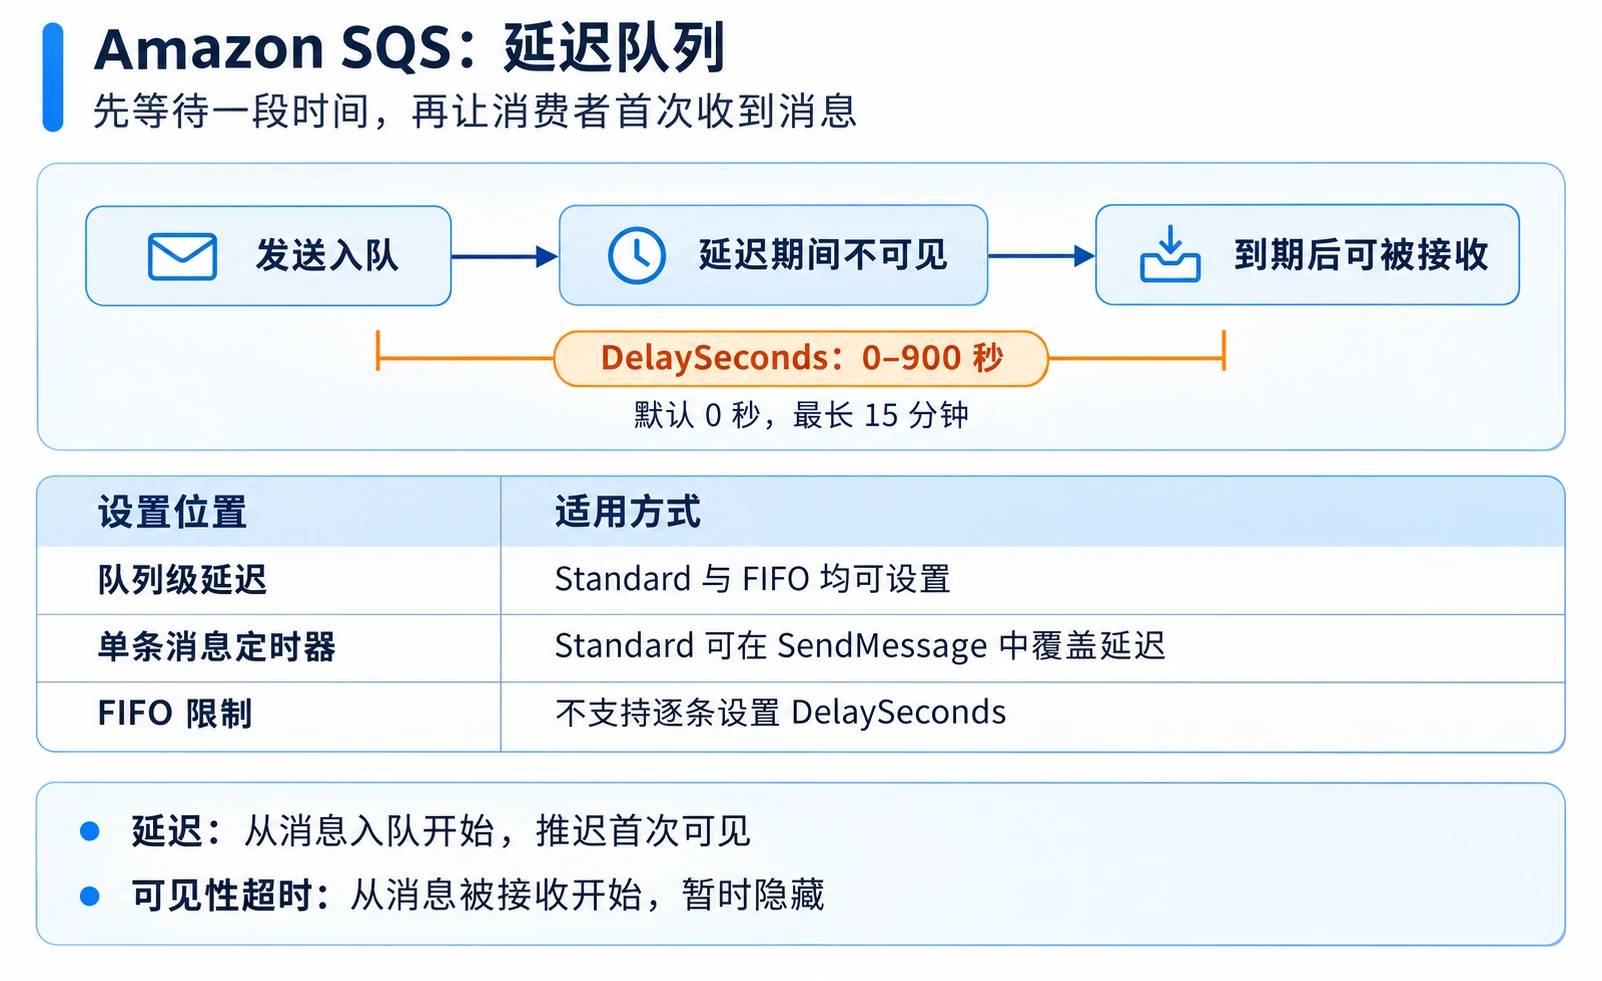 Amazon SQS：延迟队列
先等待一段时间，再让消费者首次收到消息
发送入队
延迟期间不可见
到期后可被接收
DelaySeconds：0–900 秒
默认 0 秒，最长 15 分钟
设置位置
适用方式
队列级延迟
Standard 与 FIFO 均可设置
单条消息定时器
Standard 可在 SendMessage 中覆盖延迟
FIFO 限制
不支持逐条设置 DelaySeconds
延迟：从消息入队开始，推迟首次可见
可见性超时：从消息被接收开始，暂时隐藏